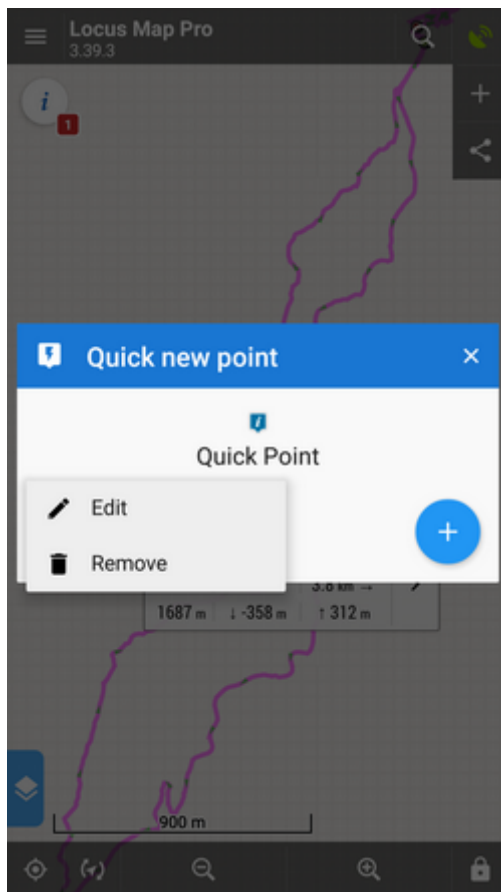 Locus Map Pro
3.39.3
i
1
Quick new point
Quick Point
Edit
Remove
3.8 km →
1687 m ↓ -358 m ↑ 312 m
900 m